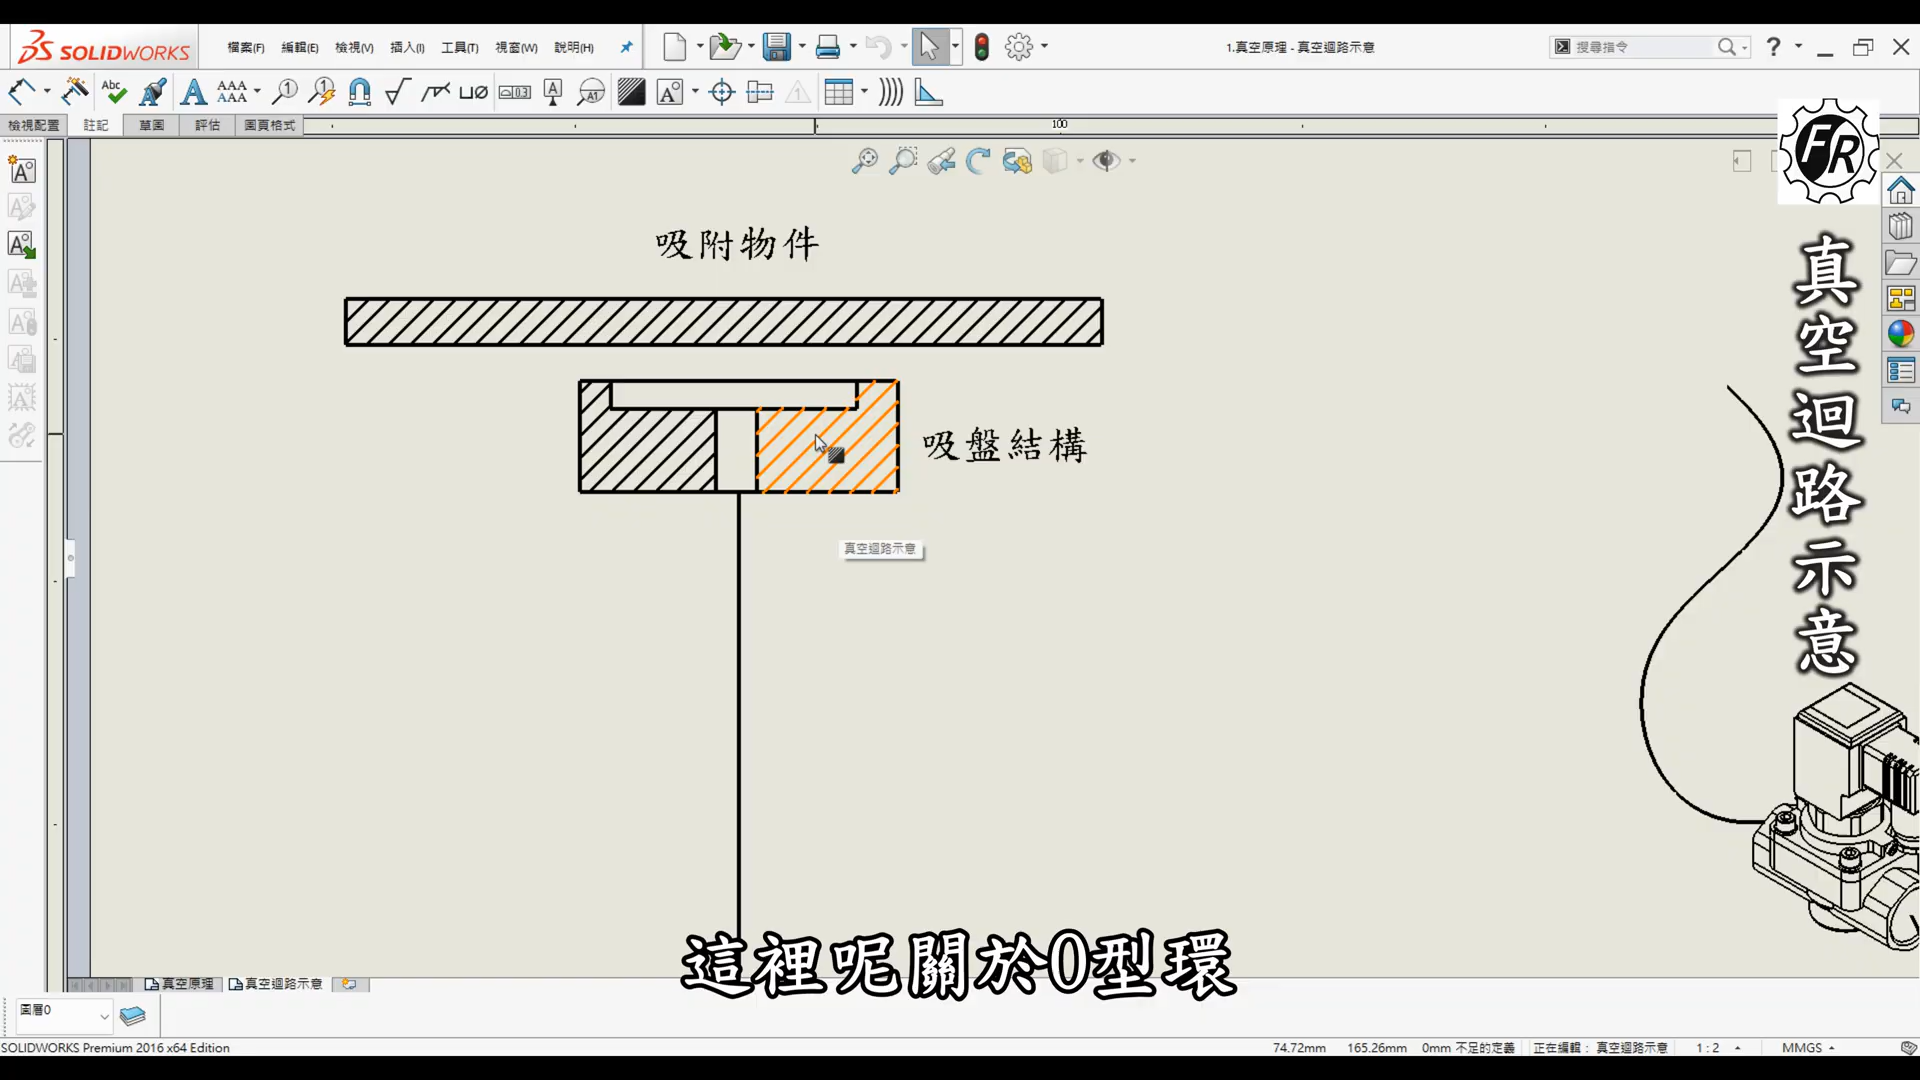 SOLIDWORKS
檔案(F) 編輯(E) 檢視(V) 插入(I) 工具(T) 視窗(W) 說明(H)
1.真空原理 - 真空迴路示意
搜尋指令
檢視配置 註記 草圖 評估 圖頁格式
100
FR
吸附物件
吸盤結構
真空迴路示意
真空迴路示意
這裡呢關於O型環
真空原理 真空迴路示意
圖層0
SOLIDWORKS Premium 2016 x64 Edition
74.72mm 165.26mm 0mm 不足的定義 正在編輯: 真空迴路示意 1 : 2 MMGS